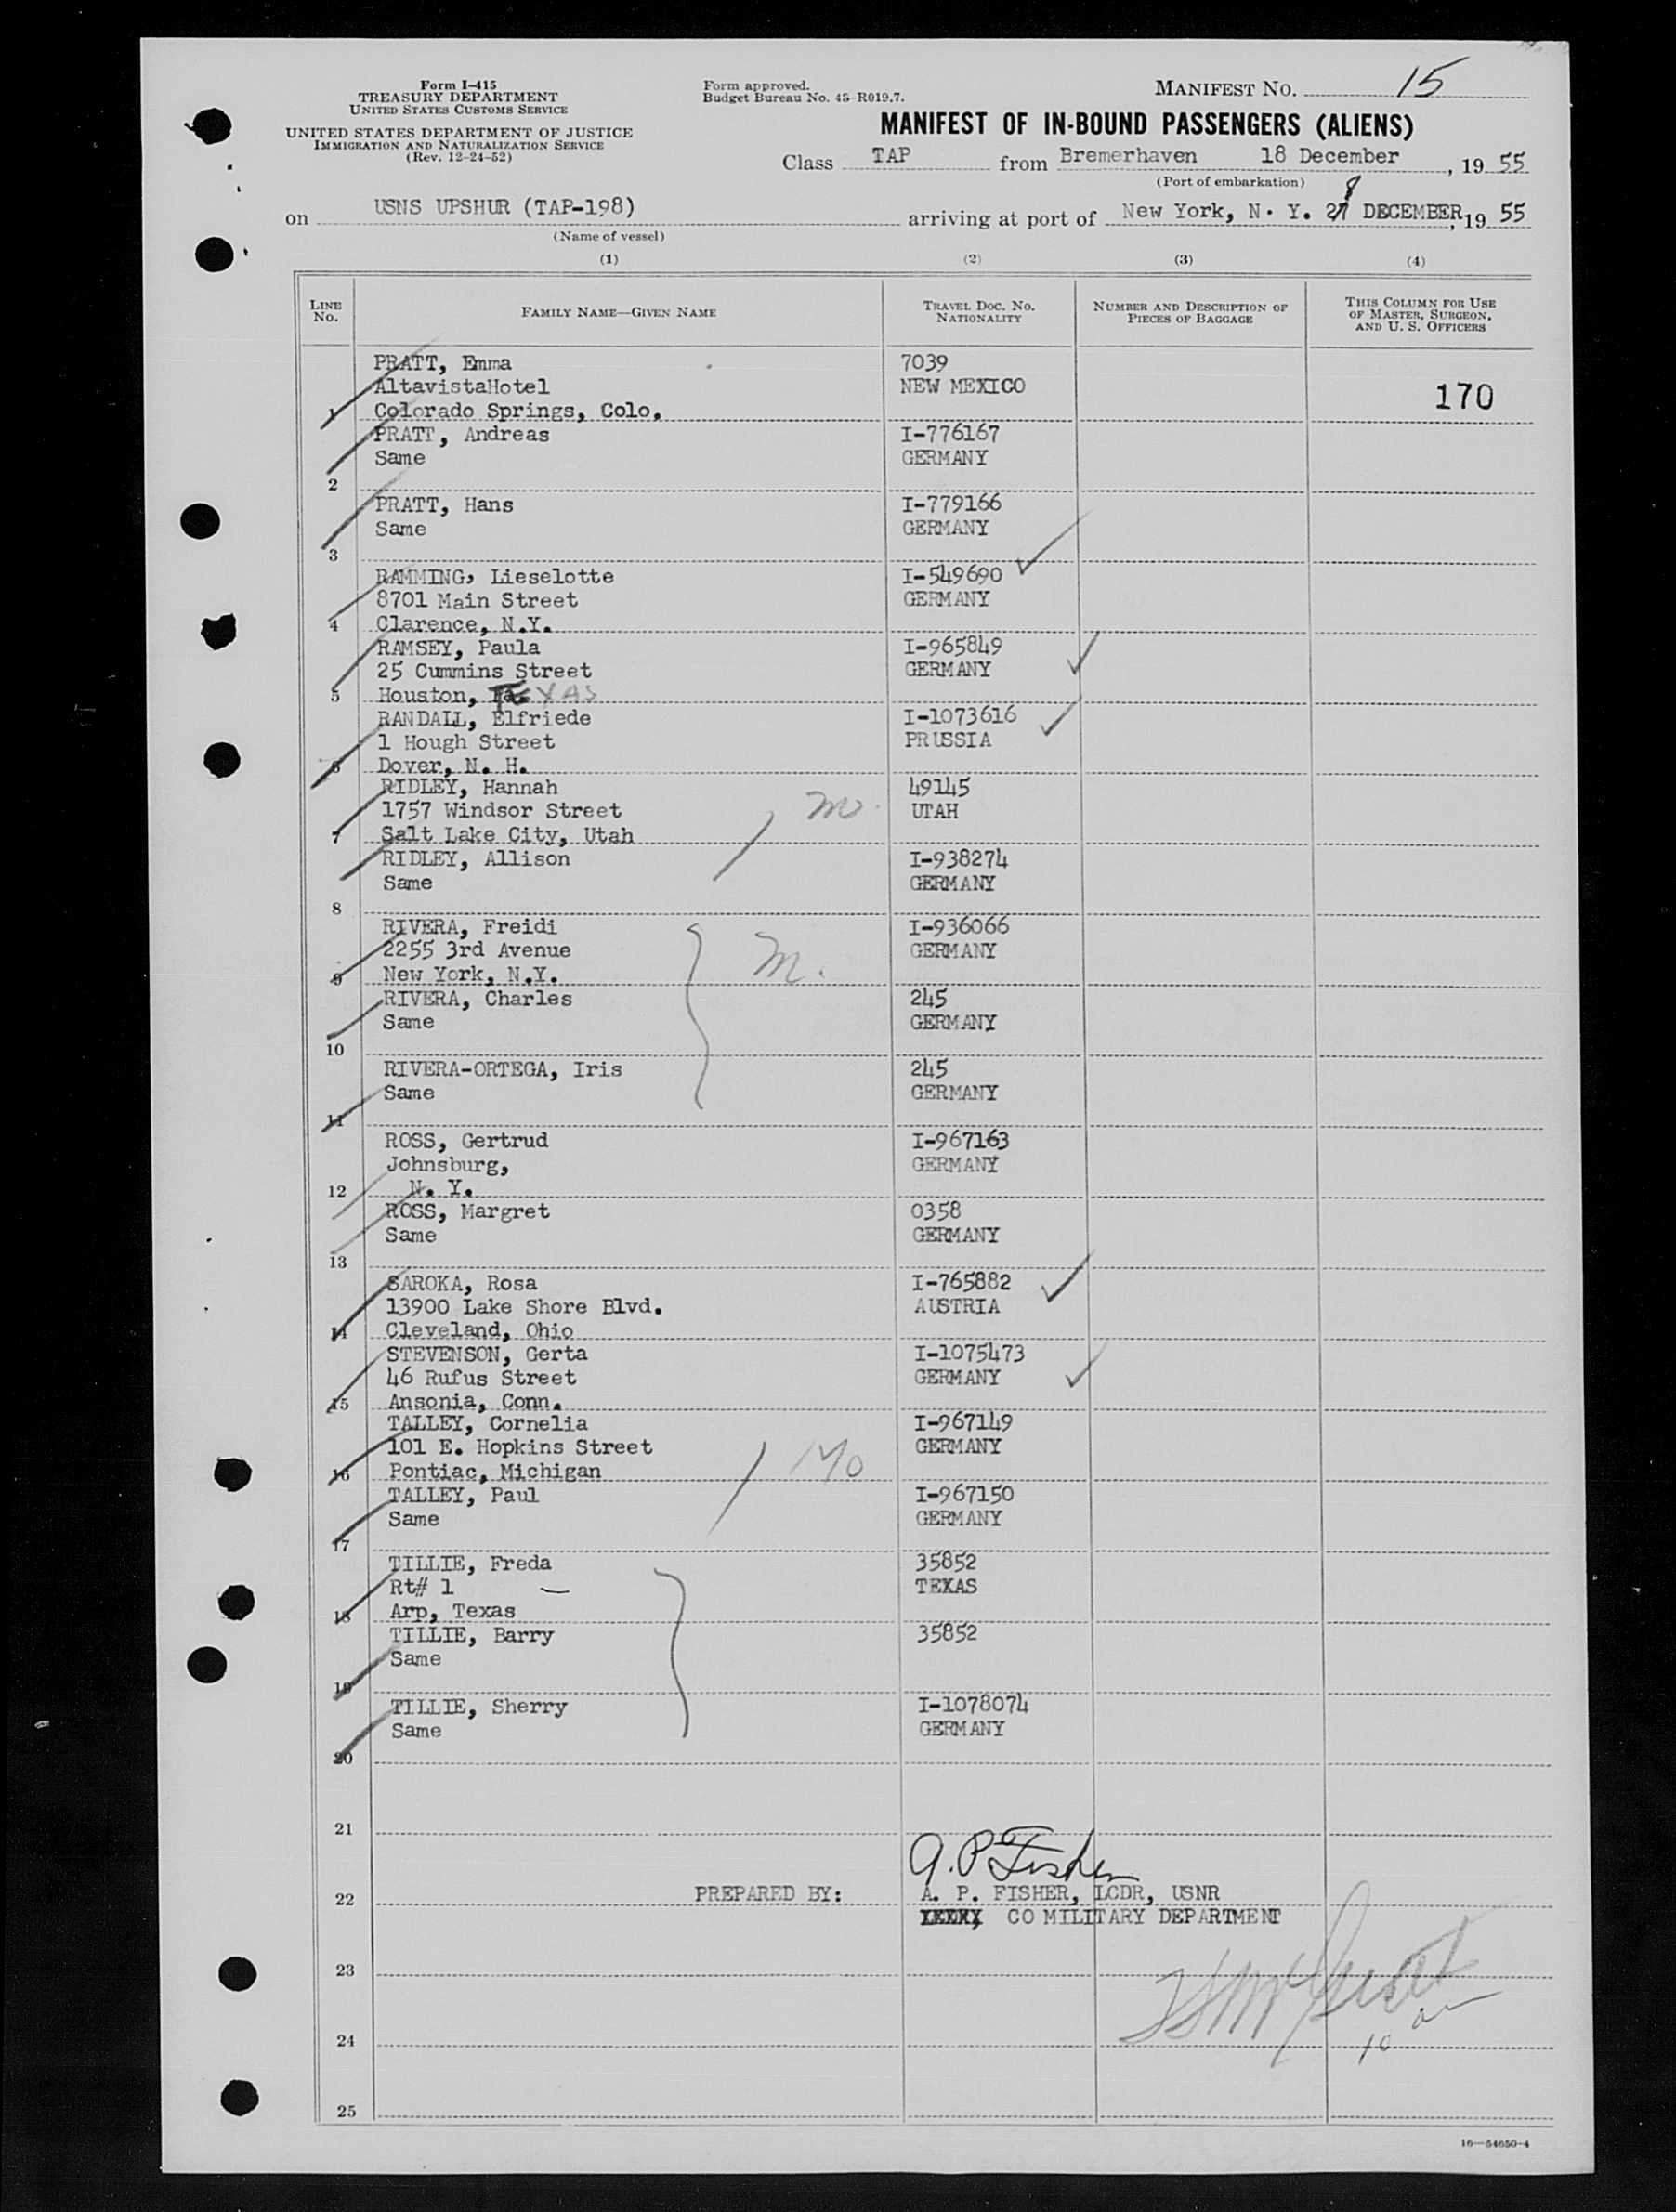 Form I-415
TREASURY DEPARTMENT
UNITED STATES CUSTOMS SERVICE
UNITED STATES DEPARTMENT OF JUSTICE
IMMIGRATION AND NATURALIZATION SERVICE
(Rev. 12-24-52)
Form approved.
Budget Bureau No. 45-R019.7.
MANIFEST NO. 15
MANIFEST OF IN-BOUND PASSENGERS (ALIENS)
Class TAP from Bremerhaven 18 December, 19 55
(Port of embarkation)
on USNS UPSHUR (TAP-198) arriving at port of New York, N. Y. 28 DECEMBER, 19 55
(Name of vessel)
(1) (2) (3) (4)
LINE No.
FAMILY NAME—GIVEN NAME
TRAVEL DOC. NO. NATIONALITY
NUMBER AND DESCRIPTION OF PIECES OF BAGGAGE
THIS COLUMN FOR USE OF MASTER, SURGEON, AND U. S. OFFICERS
PRATT, Emma 7039
AltavistaHotel NEW MEXICO 170
1 Colorado Springs, Colo.
PRATT, Andreas I-776167
Same GERMANY
2
PRATT, Hans I-779166
Same GERMANY
3
RAMMING, Lieselotte I-549690
8701 Main Street GERMANY
4 Clarence, N.Y.
RAMSEY, Paula I-965849
25 Cummins Street GERMANY
5 Houston, TEXAS
RANDALL, Elfriede I-1073616
1 Hough Street PRUSSIA
6 Dover, N. H.
RIDLEY, Hannah 49145
1757 Windsor Street mo. UTAH
7 Salt Lake City, Utah
RIDLEY, Allison I-938274
Same GERMANY
8
RIVERA, Freidi I-936066
2255 3rd Avenue M. GERMANY
9 New York, N.Y.
RIVERA, Charles 245
Same GERMANY
10
RIVERA-ORTEGA, Iris 245
Same GERMANY
11
ROSS, Gertrud I-967163
Johnsburg, GERMANY
12 N. Y.
ROSS, Margret 0358
Same GERMANY
13
SAROKA, Rosa I-765882
13900 Lake Shore Blvd. AUSTRIA
14 Cleveland, Ohio
STEVENSON, Gerta I-1075473
46 Rufus Street GERMANY
15 Ansonia, Conn.
TALLEY, Cornelia I-967149
101 E. Hopkins Street Mo GERMANY
16 Pontiac, Michigan
TALLEY, Paul I-967150
Same GERMANY
17
TILLIE, Freda 35852
Rt# 1 TEXAS
18 Arp, Texas
TILLIE, Barry 35852
Same
19
TILLIE, Sherry I-1078074
Same GERMANY
20
21
A. P. Fisher
22 PREPARED BY: A. P. FISHER, LCDR, USNR
CO MILITARY DEPARTMENT
23
24
10
25
16—54650-4